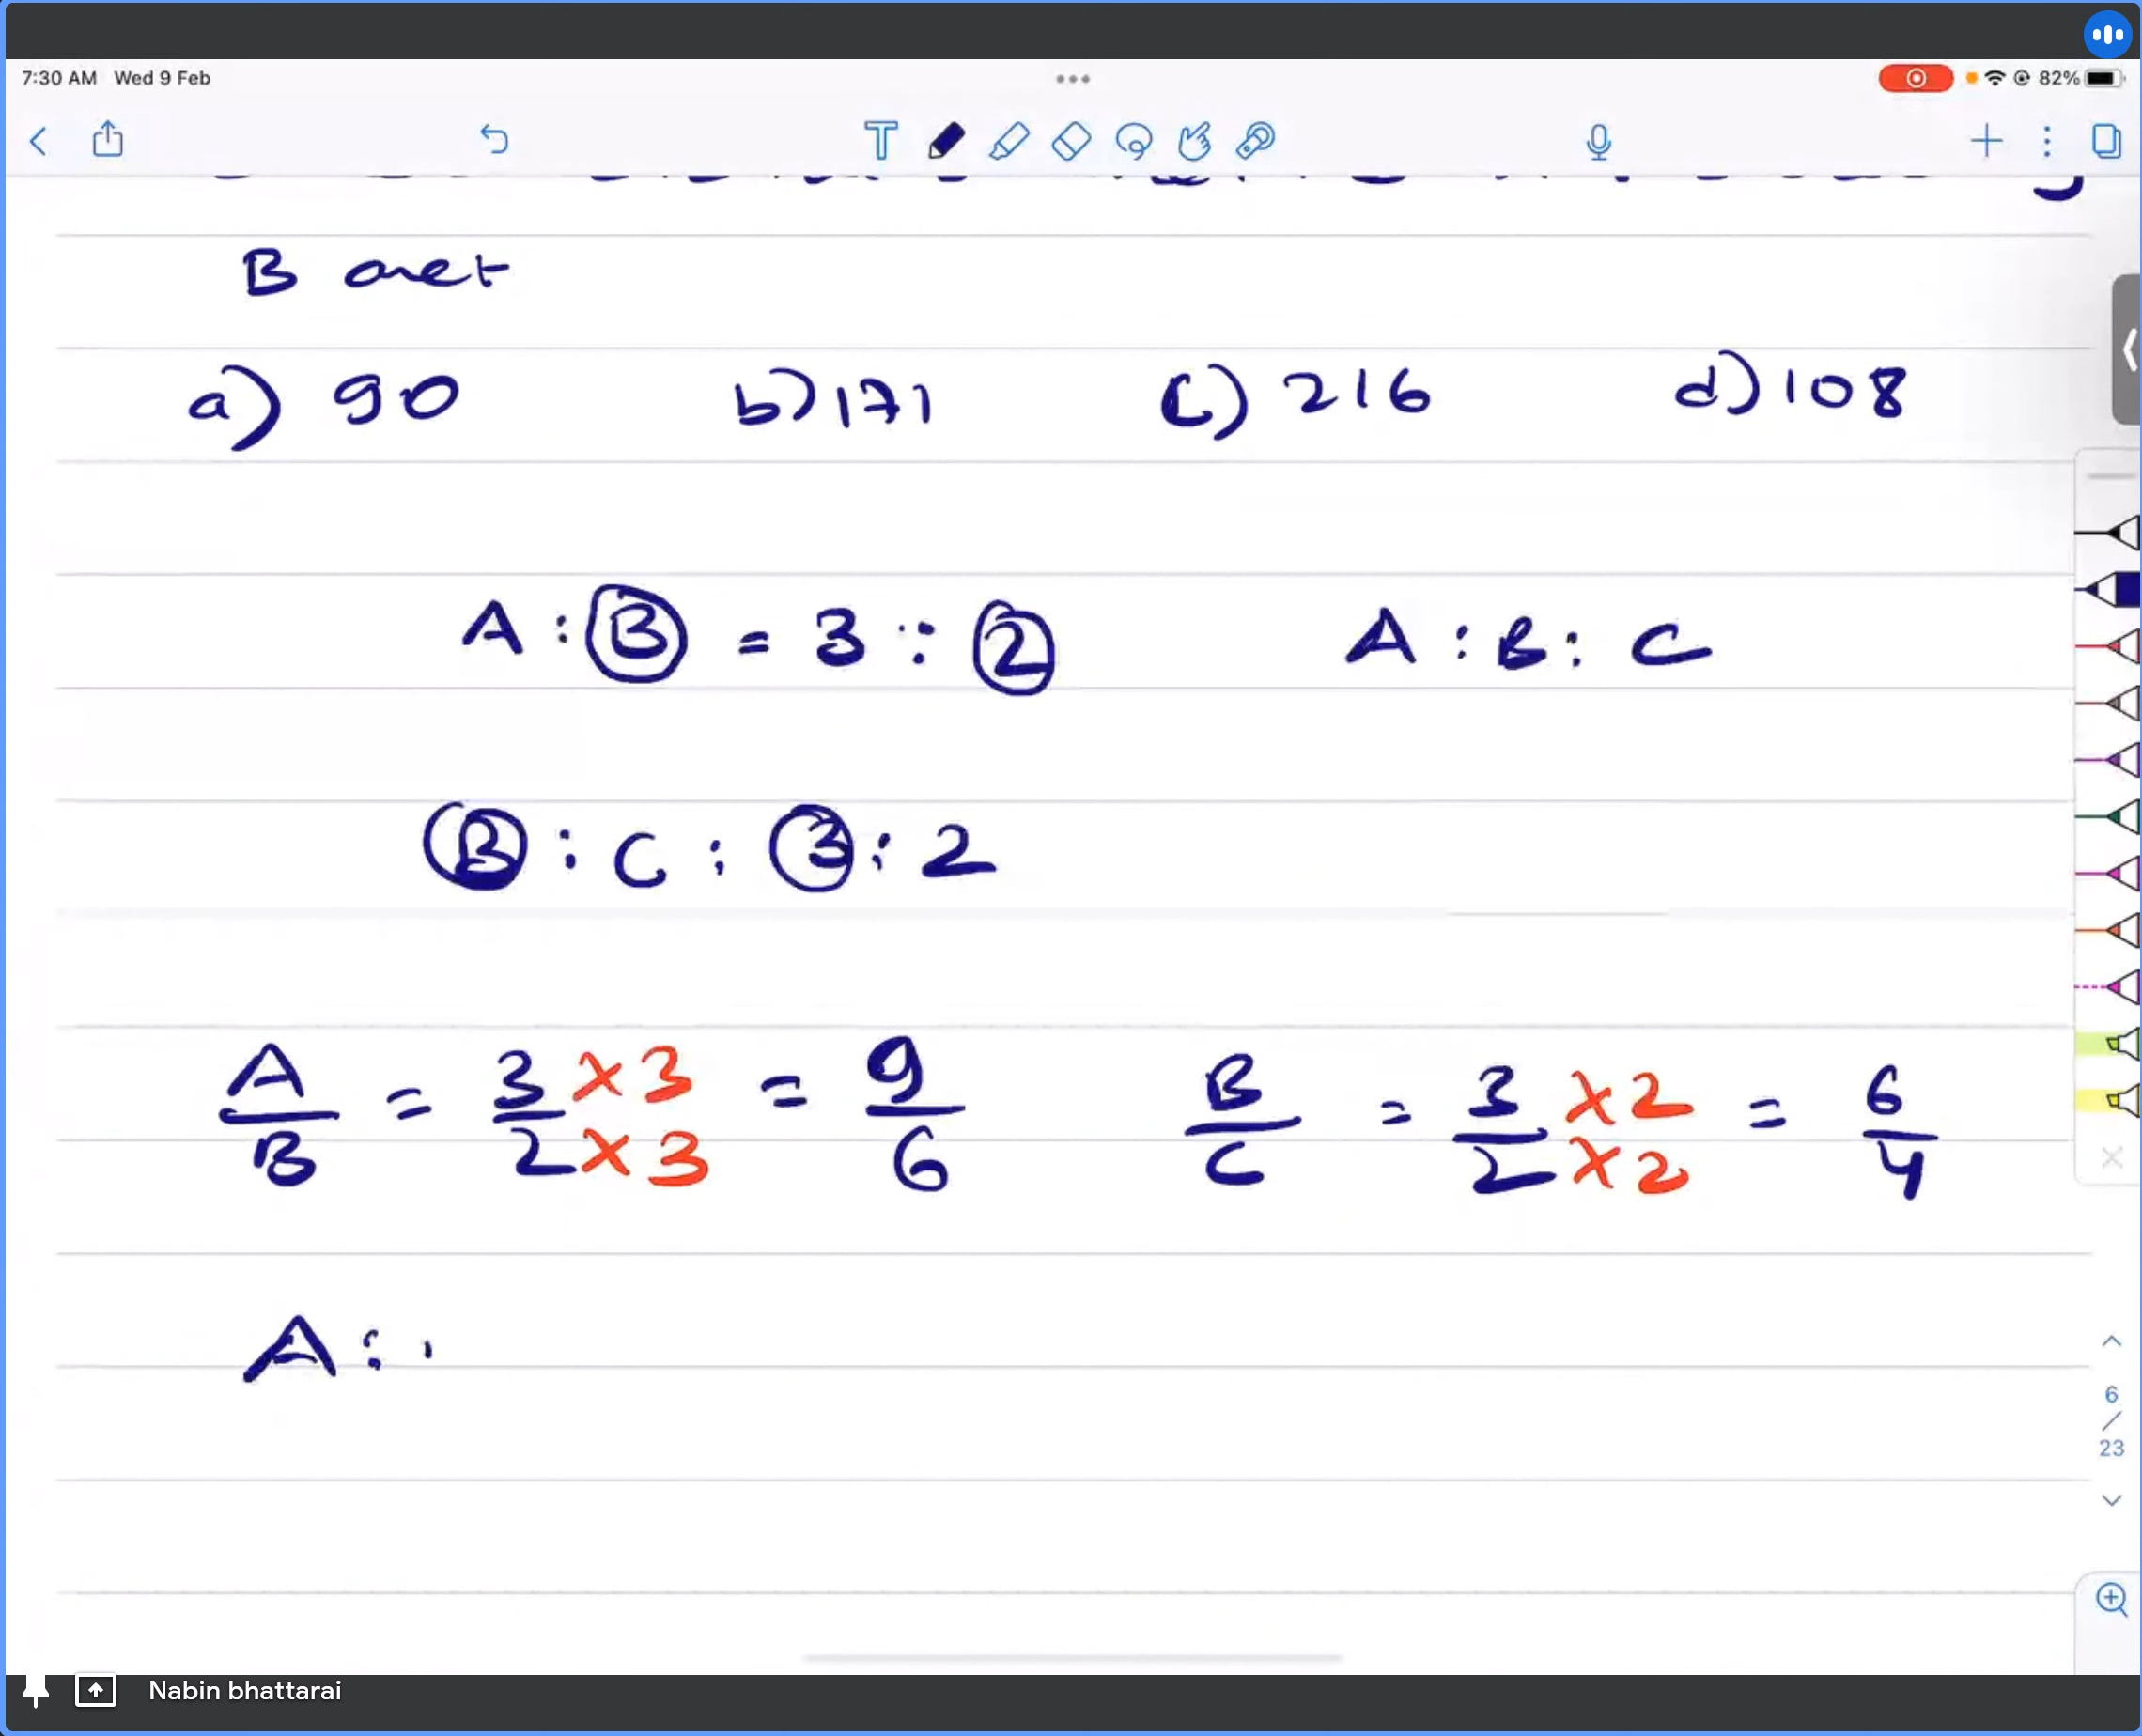 7:30 AM Wed 9 Feb
82%
T
B
a) 90 b) 171 c) 216 d) 108
A : B = 3 : 2 A : B : C
B : C : 3 : 2
A/B = 3×3/2×3 = 9/6 B/C = 3×2/2×2 = 6/4
A :
6
/
23
Nabin bhattarai